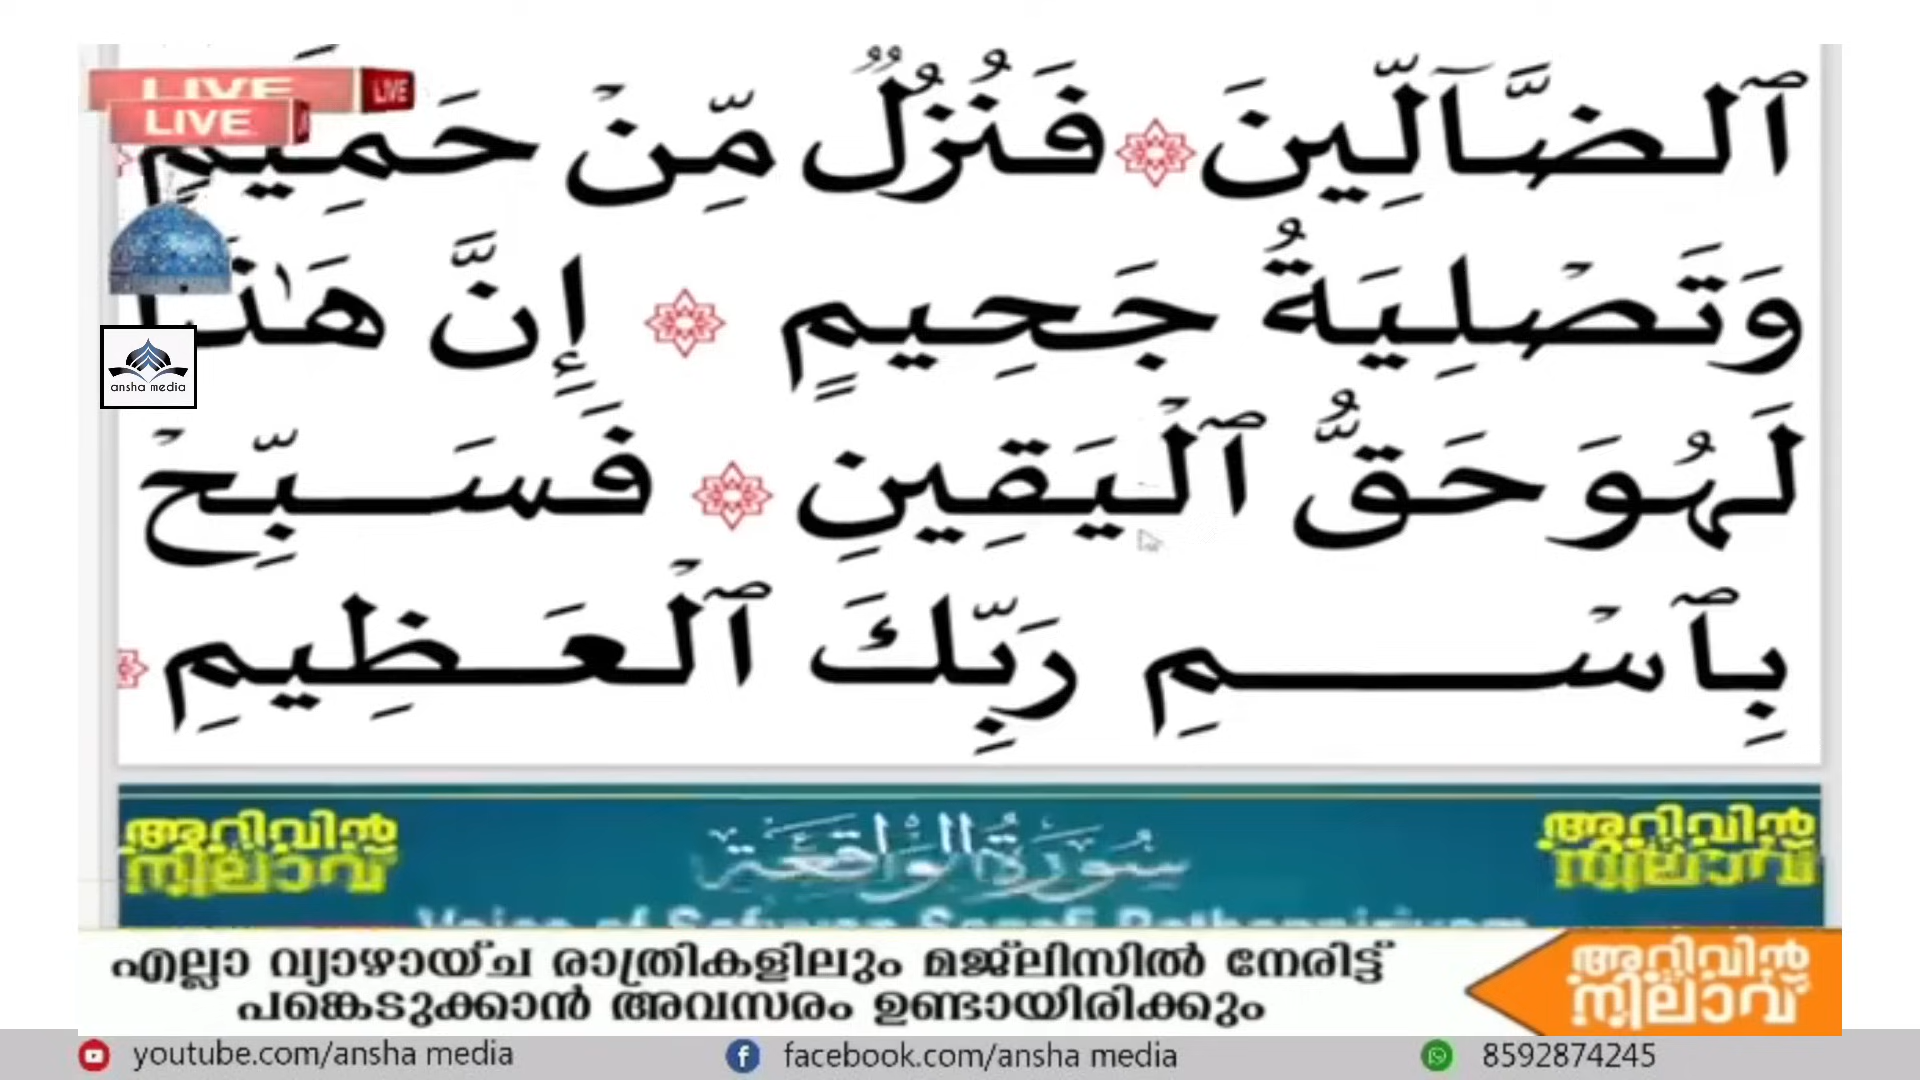 LIVE
LIVE
LIVE
ٱلضَّآلِّينَ فَنُزُلٌ مِّنْ حَمِيمٍ
وَتَصْلِيَةُ جَحِيمٍ إِنَّ هَٰذَا
لَهُوَ حَقُّ ٱلْيَقِينِ فَسَبِّحْ
بِٱسْمِ رَبِّكَ ٱلْعَظِيمِ
ansha media
അറിവിൻ
നിലാവ്
سُورَةُ الْوَاقِعَة
അറിവിൻ
നിലാവ്
എല്ലാ വ്യാഴായ്ച രാത്രികളിലും മജ്‌ലിസിൽ നേരിട്ട്
പങ്കെടുക്കാൻ അവസരം ഉണ്ടായിരിക്കും
അറിവിൻ
നിലാവ്
youtube.com/ansha media
facebook.com/ansha media
8592874245